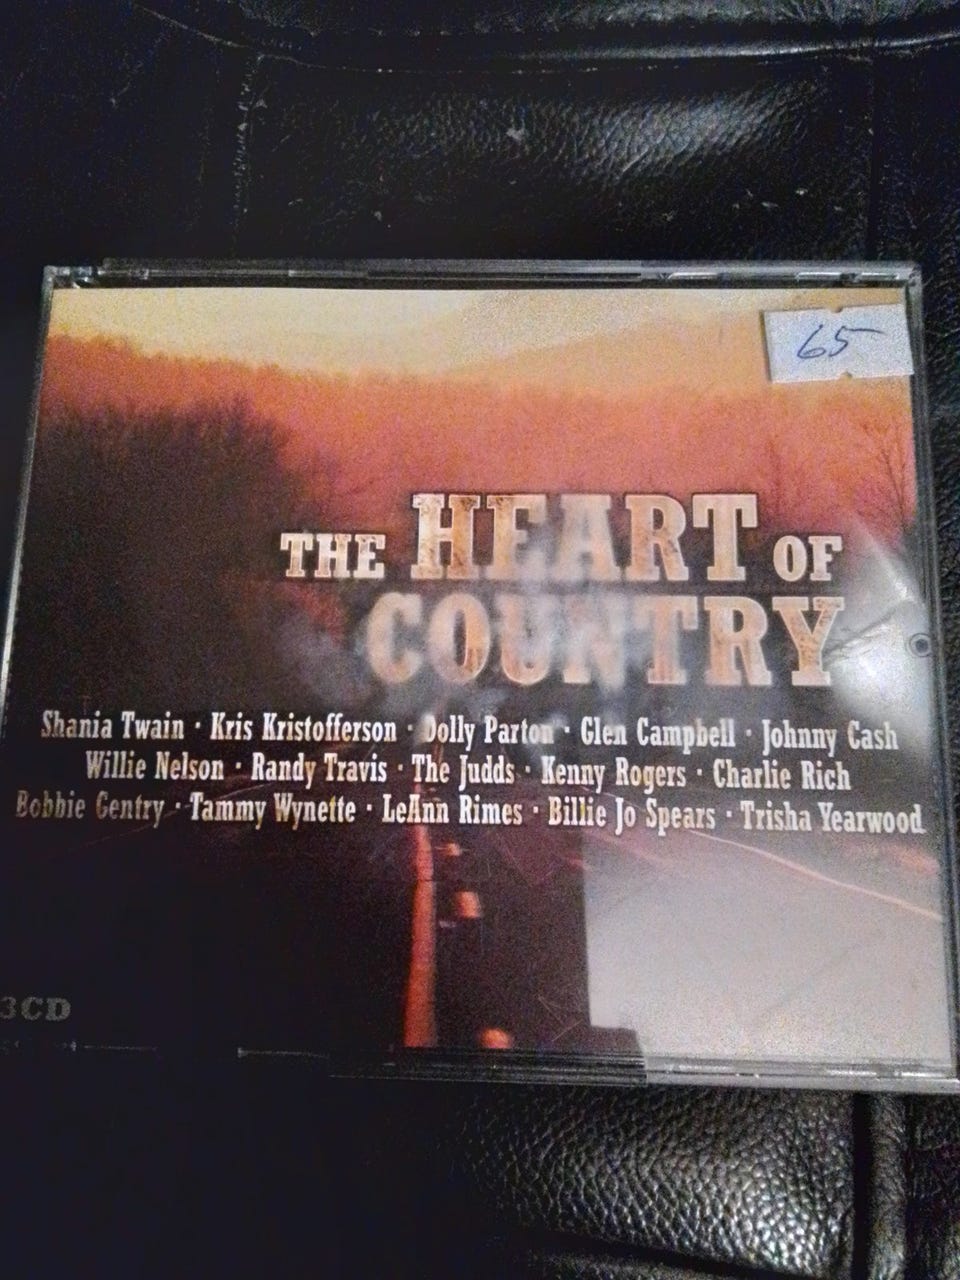 65
THE HEART OF
COUNTRY
Shania Twain · Kris Kristofferson · Dolly Parton · Glen Campbell · Johnny Cash
Willie Nelson · Randy Travis · The Judds · Kenny Rogers · Charlie Rich
Bobbie Gentry · Tammy Wynette · LeAnn Rimes · Billie Jo Spears · Trisha Yearwood
3CD